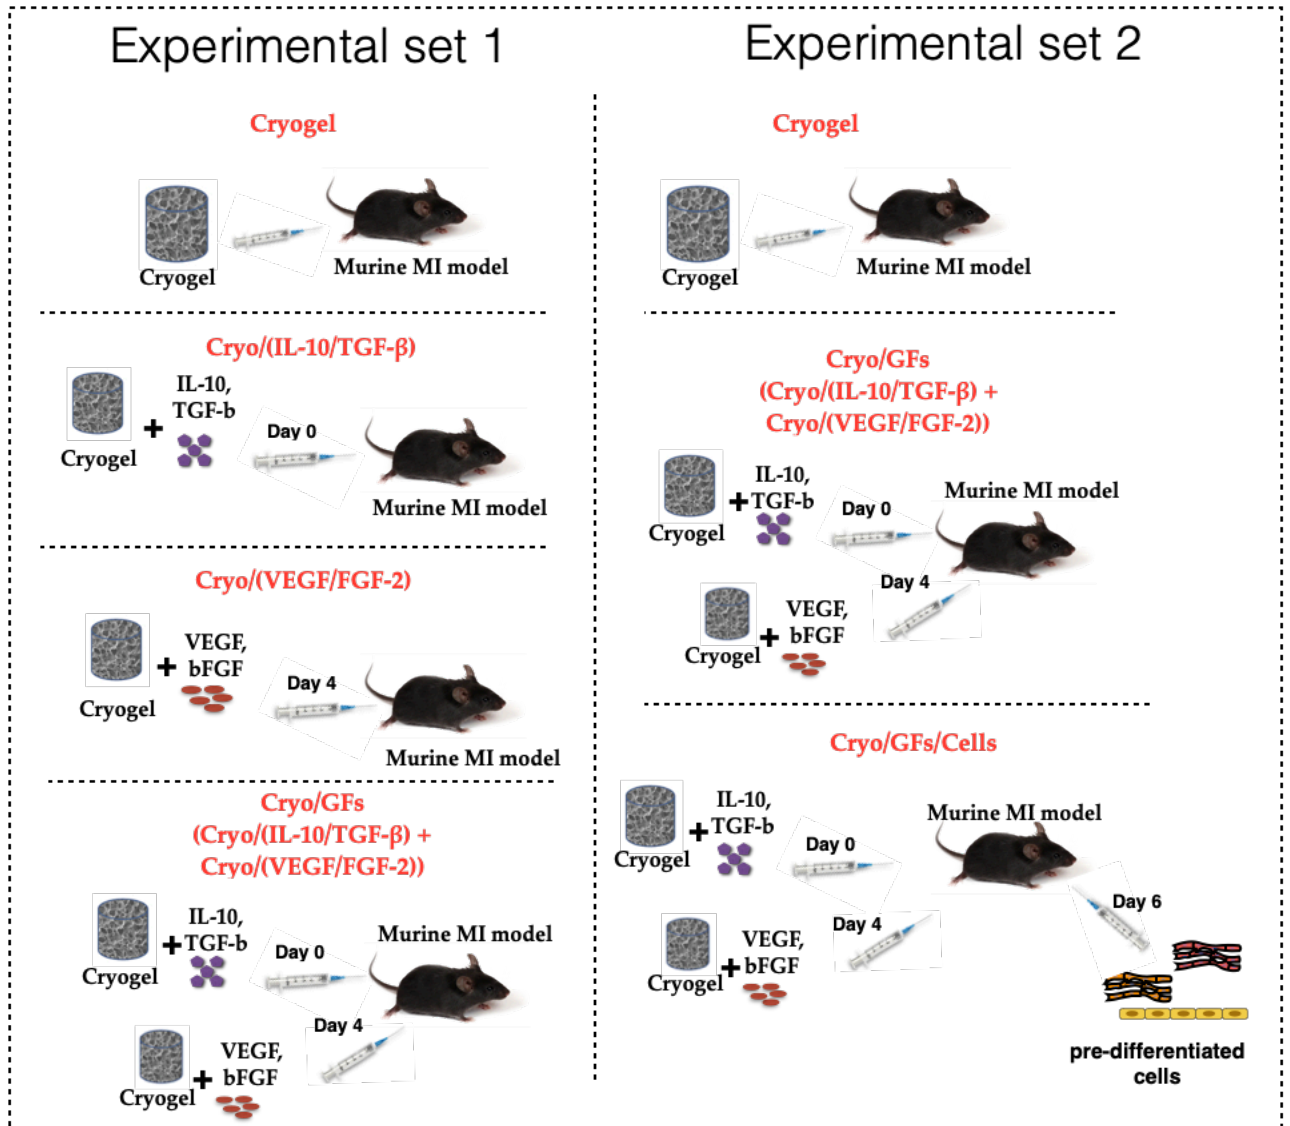 Experimental set 1
Cryogel
Cryogel
Murine MI model
Cryo/(IL-10/TGF-β)
IL-10,
TGF-b
+
Day 0
Cryogel
Murine MI model
Cryo/(VEGF/FGF-2)
VEGF,
bFGF
+
Day 4
Cryogel
Murine MI model
Cryo/GFs
(Cryo/(IL-10/TGF-β) +
Cryo/(VEGF/FGF-2))
IL-10,
TGF-b
+
Day 0
Cryogel
Murine MI model
Day 4
VEGF,
bFGF
+
Cryogel
Experimental set 2
Cryogel
Cryogel
Murine MI model
Cryo/GFs
(Cryo/(IL-10/TGF-β) +
Cryo/(VEGF/FGF-2))
IL-10,
TGF-b
+
Day 0
Cryogel
Murine MI model
Day 4
VEGF,
bFGF
+
Cryogel
Cryo/GFs/Cells
IL-10,
TGF-b
+
Day 0
Cryogel
Murine MI model
Day 4
VEGF,
bFGF
+
Cryogel
Day 6
pre-differentiated
cells